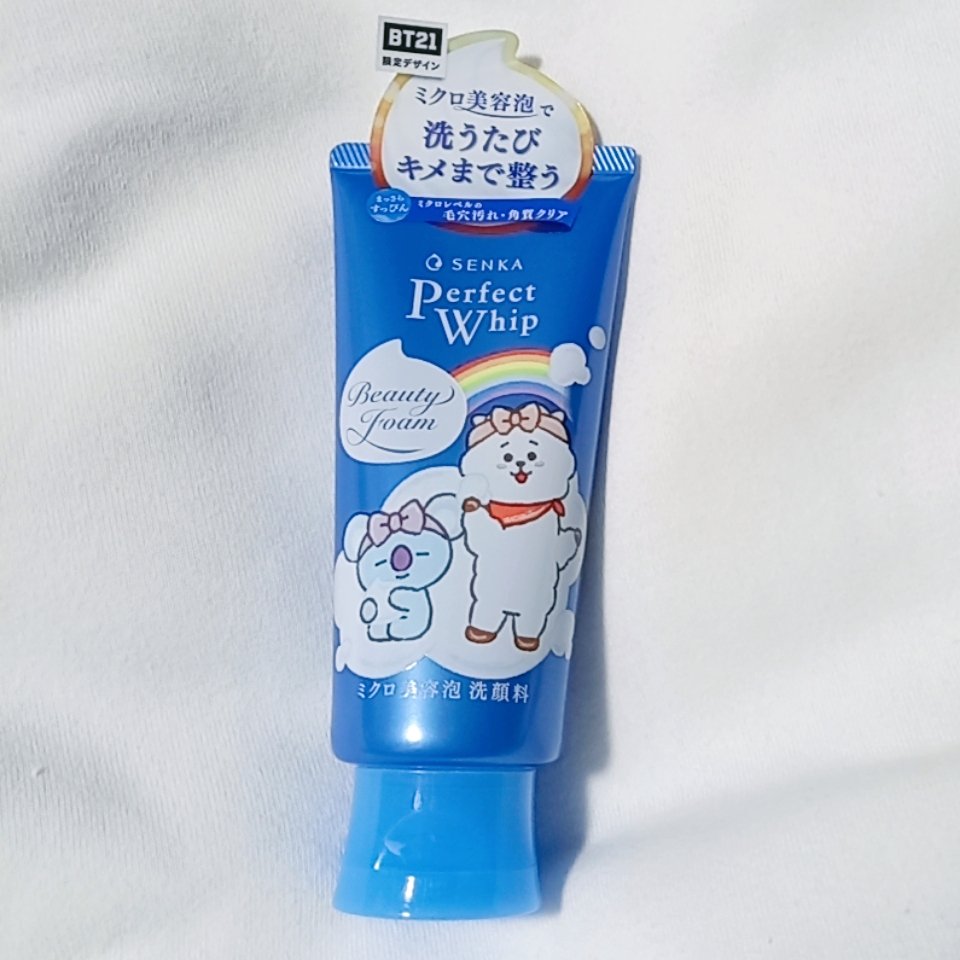 BT21
限定デザイン
ミクロ美容泡で
洗うたび
キメまで整う
まっさら
すっぴん
ミクロレベルの
毛穴汚れ・角質クリア
SENKA
Perfect
Whip
Beauty
Foam
ミクロ美容泡 洗顔料